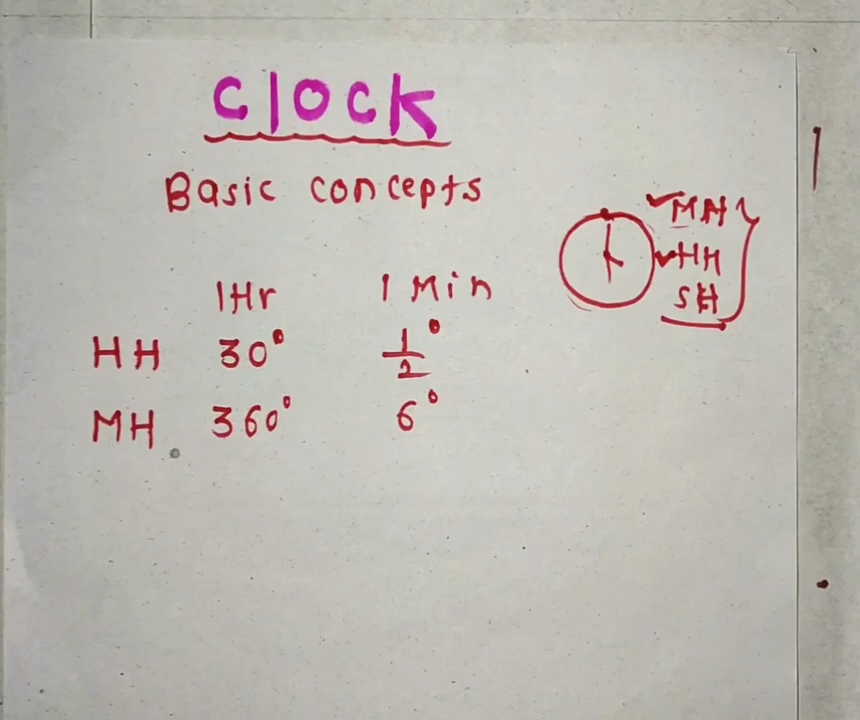 clock
Basic concepts
MH
HH
SH
1Hr 1 Min
HH 30° 1/2°
MH 360° 6°